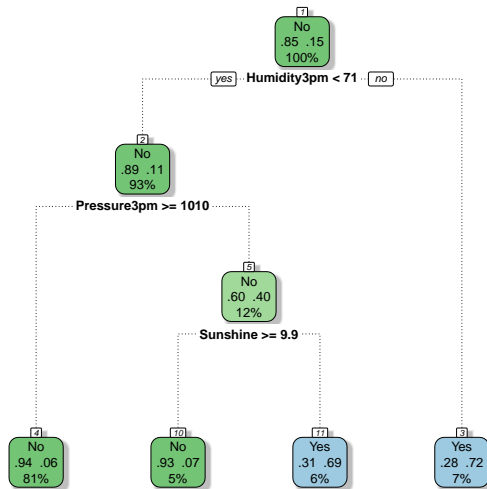 1
No
.85 .15
100%
yes Humidity3pm < 71 no
2
No
.89 .11
93%
Pressure3pm >= 1010
5
No
.60 .40
12%
Sunshine >= 9.9
4
No
.94 .06
81%
10
No
.93 .07
5%
11
Yes
.31 .69
6%
3
Yes
.28 .72
7%